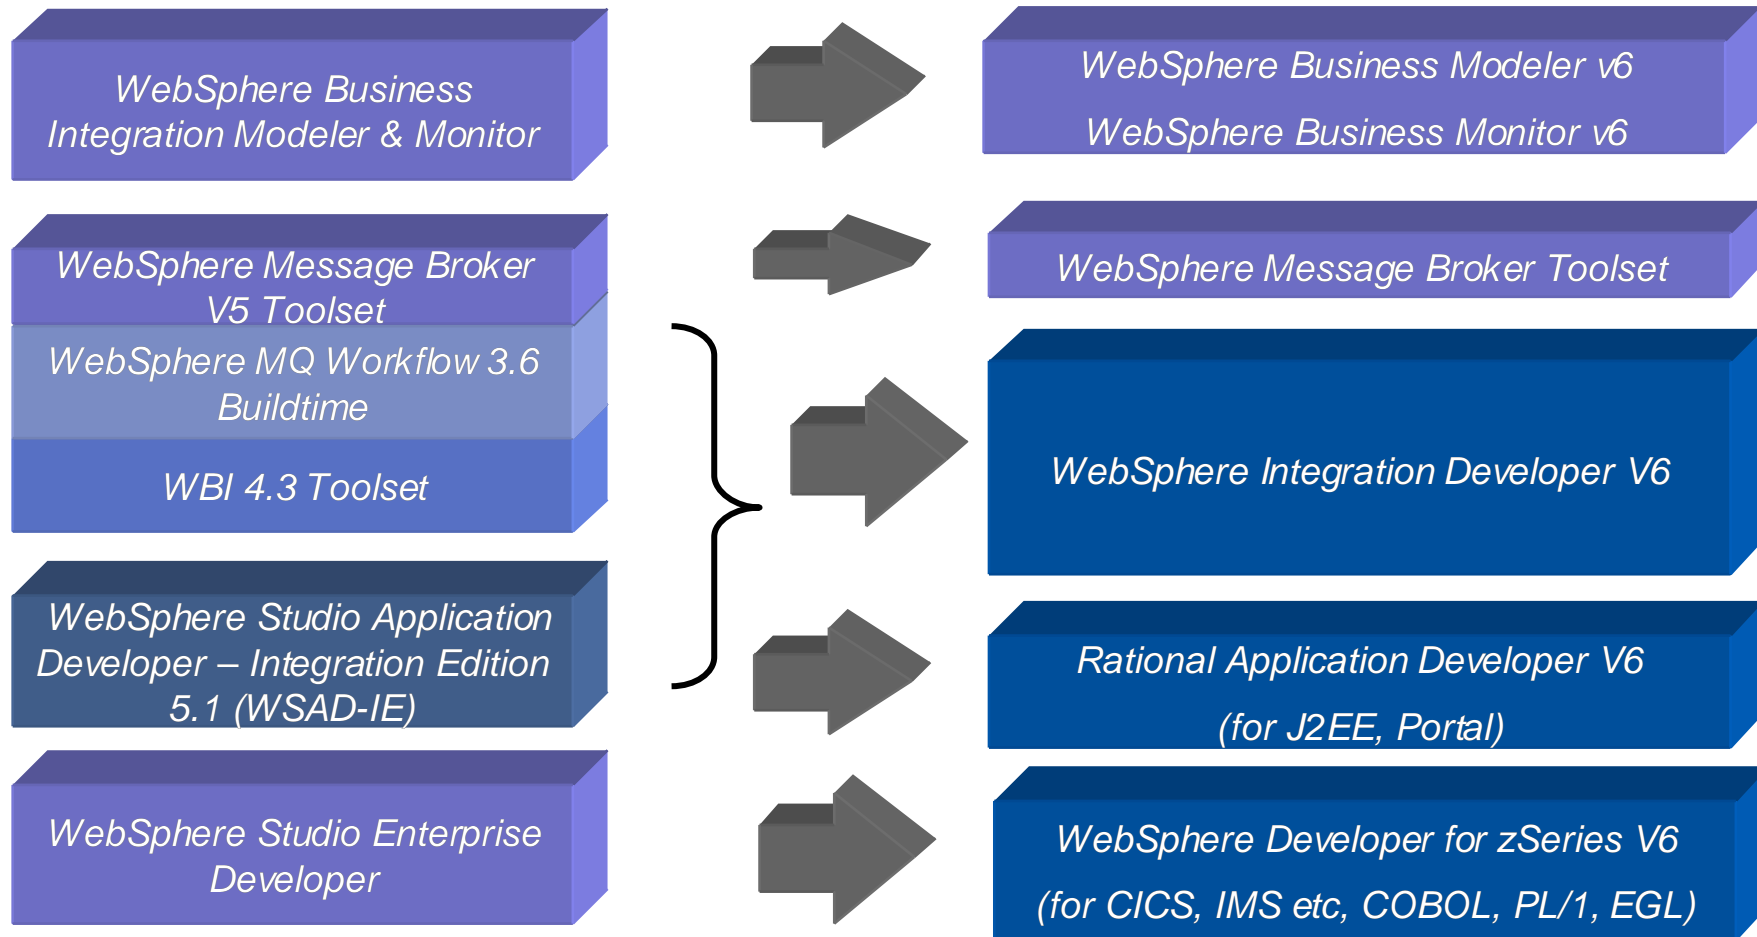 WebSphere Business
Integration Modeler & Monitor
WebSphere Business Modeler v6
WebSphere Business Monitor v6
WebSphere Message Broker
V5 Toolset
WebSphere Message Broker Toolset
WebSphere MQ Workflow 3.6
Buildtime
WBI 4.3 Toolset
WebSphere Integration Developer V6
WebSphere Studio Application
Developer – Integration Edition
5.1 (WSAD-IE)
Rational Application Developer V6
(for J2EE, Portal)
WebSphere Studio Enterprise
Developer
WebSphere Developer for zSeries V6
(for CICS, IMS etc, COBOL, PL/1, EGL)